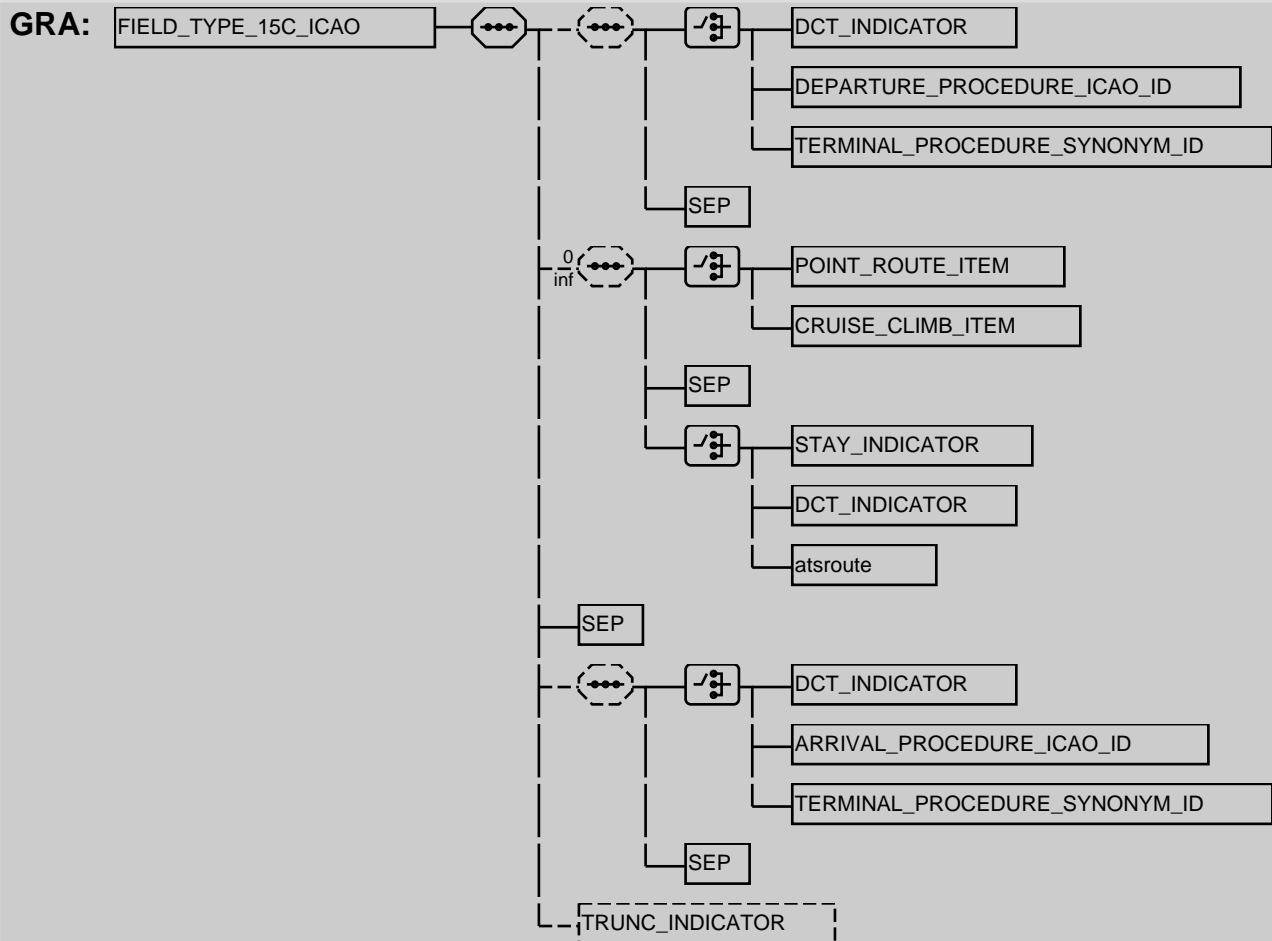 GRA: FIELD_TYPE_15C_ICAO
DCT_INDICATOR
DEPARTURE_PROCEDURE_ICAO_ID
TERMINAL_PROCEDURE_SYNONYM_ID
SEP
0
inf
POINT_ROUTE_ITEM
CRUISE_CLIMB_ITEM
SEP
STAY_INDICATOR
DCT_INDICATOR
atsroute
SEP
DCT_INDICATOR
ARRIVAL_PROCEDURE_ICAO_ID
TERMINAL_PROCEDURE_SYNONYM_ID
SEP
TRUNC_INDICATOR